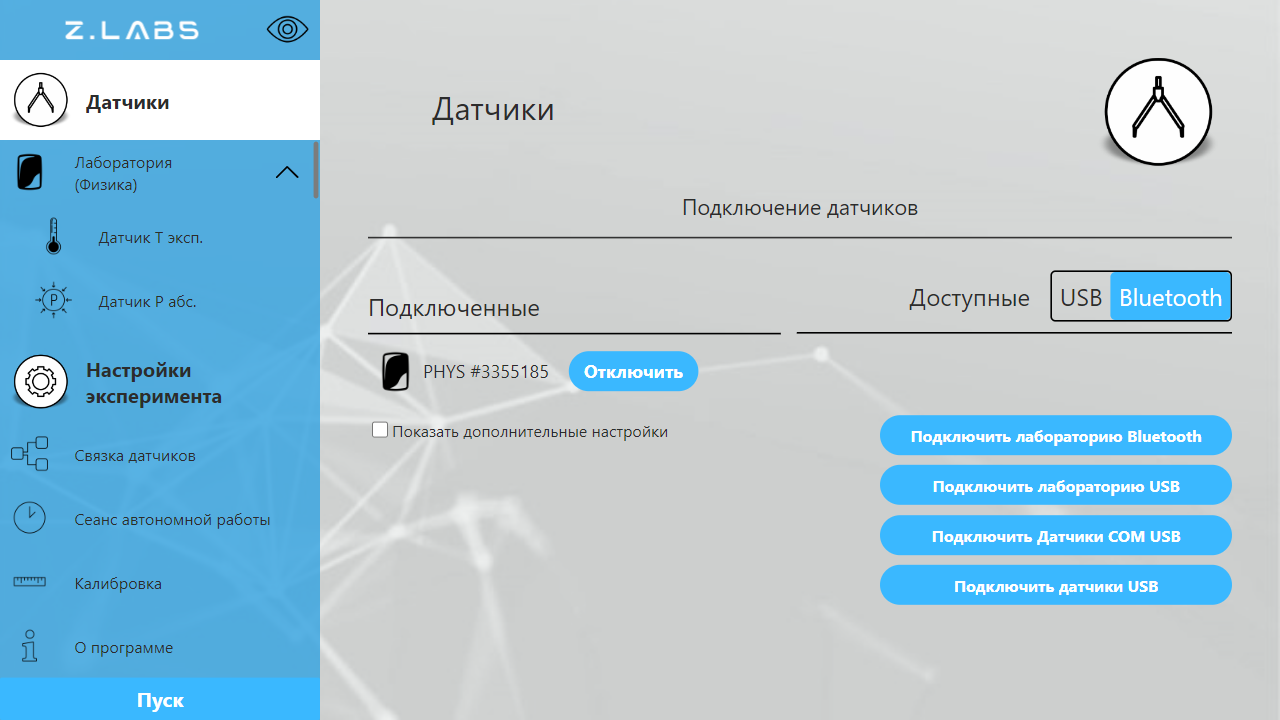 Z.LABS
Датчики
Лаборатория
(Физика)
Датчик Т эксп.
P
Датчик Р абс.
Настройки
эксперимента
Связка датчиков
Сеанс автономной работы
Калибровка
О программе
Пуск
Датчики
Подключение датчиков
Подключенные
PHYS #3355185 Отключить
Показать дополнительные настройки
Доступные USB Bluetooth
Подключить лабораторию Bluetooth
Подключить лабораторию USB
Подключить Датчики COM USB
Подключить датчики USB